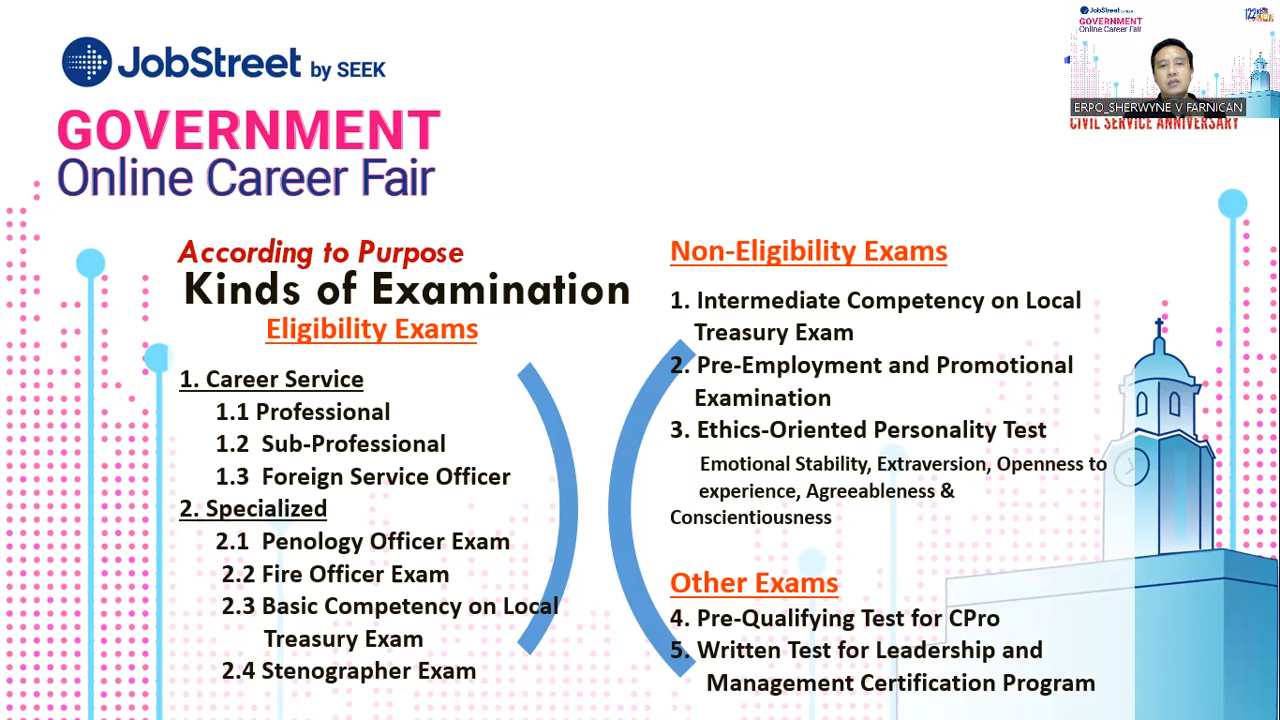 JobStreet by SEEK
GOVERNMENT
Online Career Fair
According to Purpose
Kinds of Examination
Eligibility Exams
1. Career Service
1.1 Professional
1.2 Sub-Professional
1.3 Foreign Service Officer
2. Specialized
2.1 Penology Officer Exam
2.2 Fire Officer Exam
2.3 Basic Competency on Local
Treasury Exam
2.4 Stenographer Exam
Non-Eligibility Exams
1. Intermediate Competency on Local
Treasury Exam
2. Pre-Employment and Promotional
Examination
3. Ethics-Oriented Personality Test
Emotional Stability, Extraversion, Openness to
experience, Agreeableness &
Conscientiousness
Other Exams
4. Pre-Qualifying Test for CPro
5. Written Test for Leadership and
Management Certification Program
JobStreet
GOVERNMENT
Online Career Fair
122
ERPO_SHERWYNE V FARNICAN
CIVIL SERVICE ANNIVERSARY